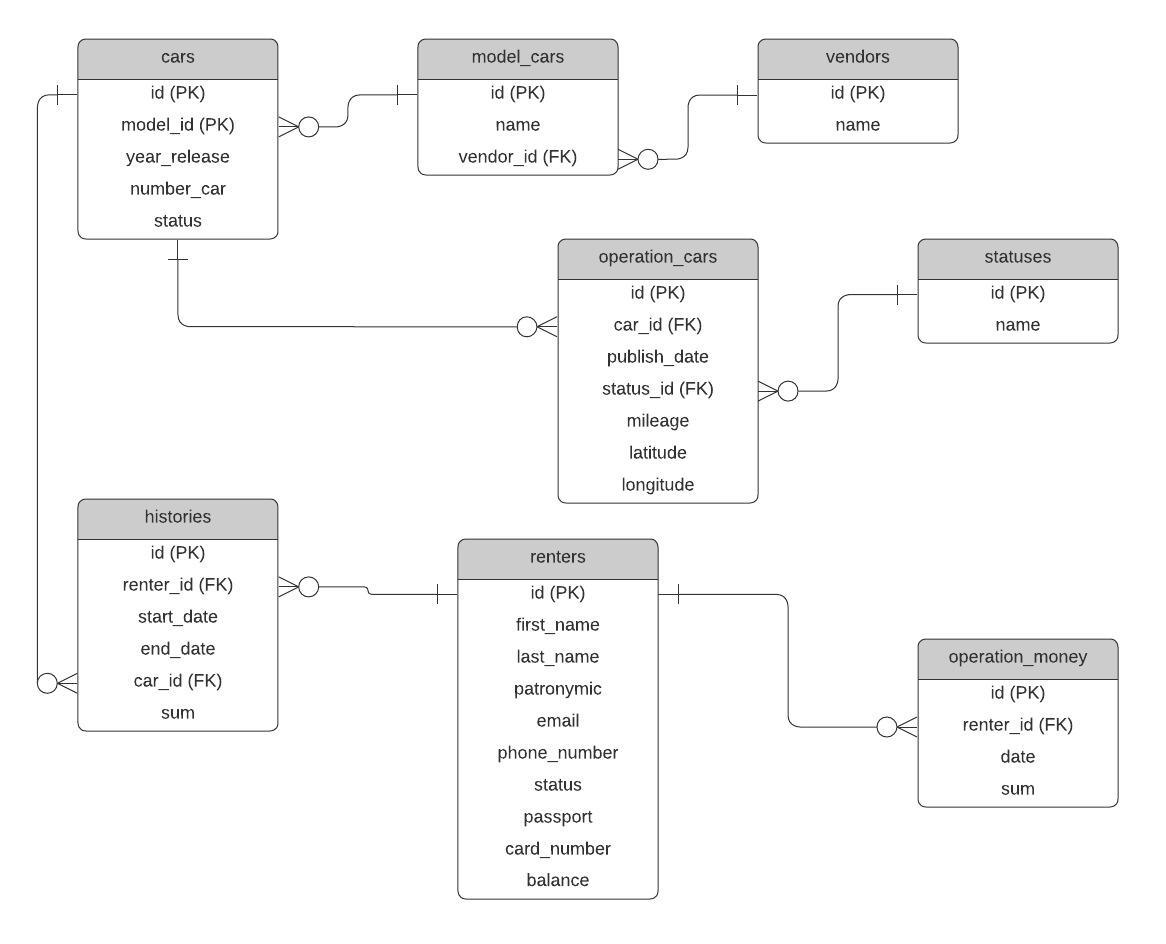 cars
id (PK)
model_id (PK)
year_release
number_car
status
model_cars
id (PK)
name
vendor_id (FK)
vendors
id (PK)
name
operation_cars
id (PK)
car_id (FK)
publish_date
status_id (FK)
mileage
latitude
longitude
statuses
id (PK)
name
histories
id (PK)
renter_id (FK)
start_date
end_date
car_id (FK)
sum
renters
id (PK)
first_name
last_name
patronymic
email
phone_number
status
passport
card_number
balance
operation_money
id (PK)
renter_id (FK)
date
sum